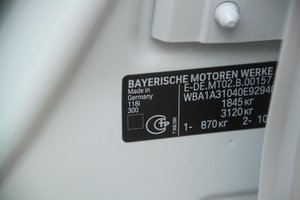 BAYERISCHE MOTOREN WERKE
Made in
Germany
118i
300
E-DE.MT02.B.00157
WBA1A31040E92940
1845 кг
3120 кг
1- 870 кг 2- 10